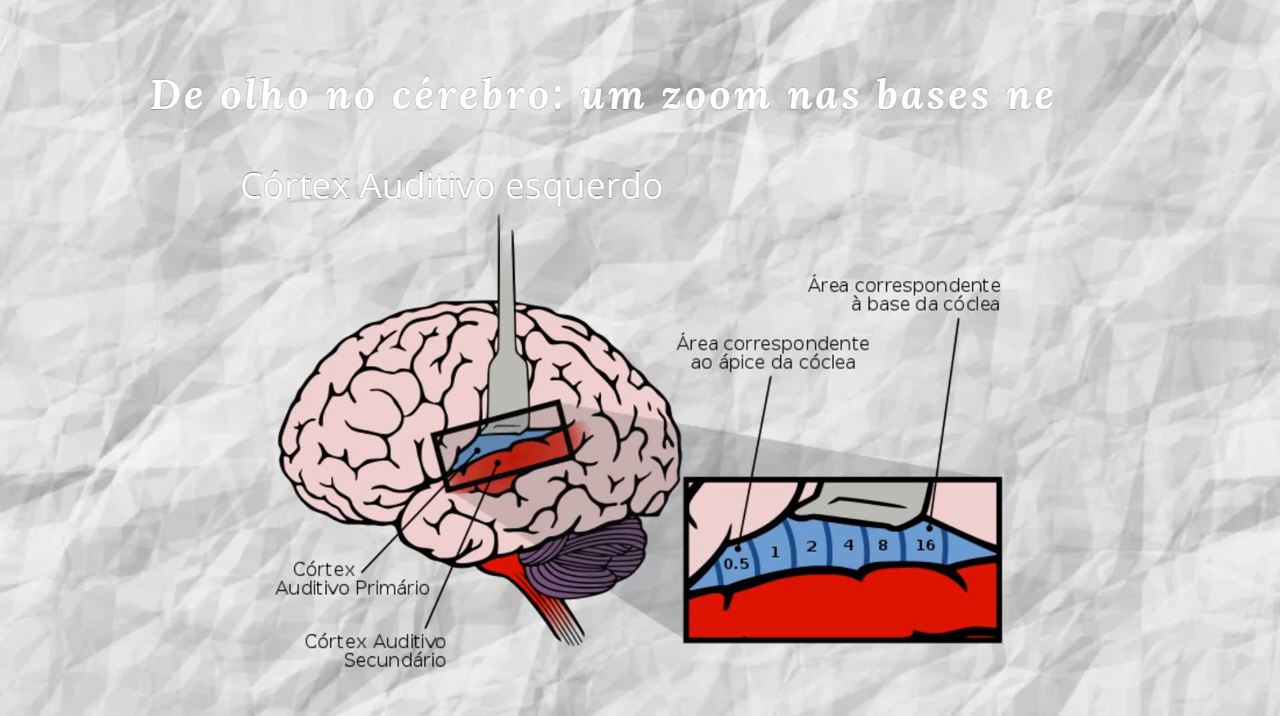 De olho no cérebro: um zoom nas bases ne
Córtex Auditivo esquerdo
Área correspondente
à base da cóclea
Área correspondente
ao ápice da cóclea
0.5 1 2 4 8 16
Córtex
Auditivo Primário
Córtex Auditivo
Secundário